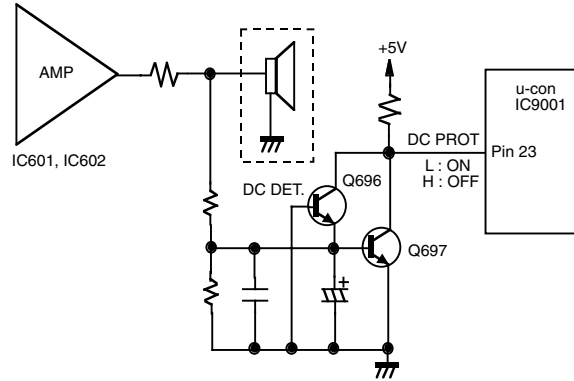 AMP
IC601, IC602
+5V
u-con
IC9001
DC PROT
Pin 23
L : ON
H : OFF
DC DET.
Q696
Q697
+